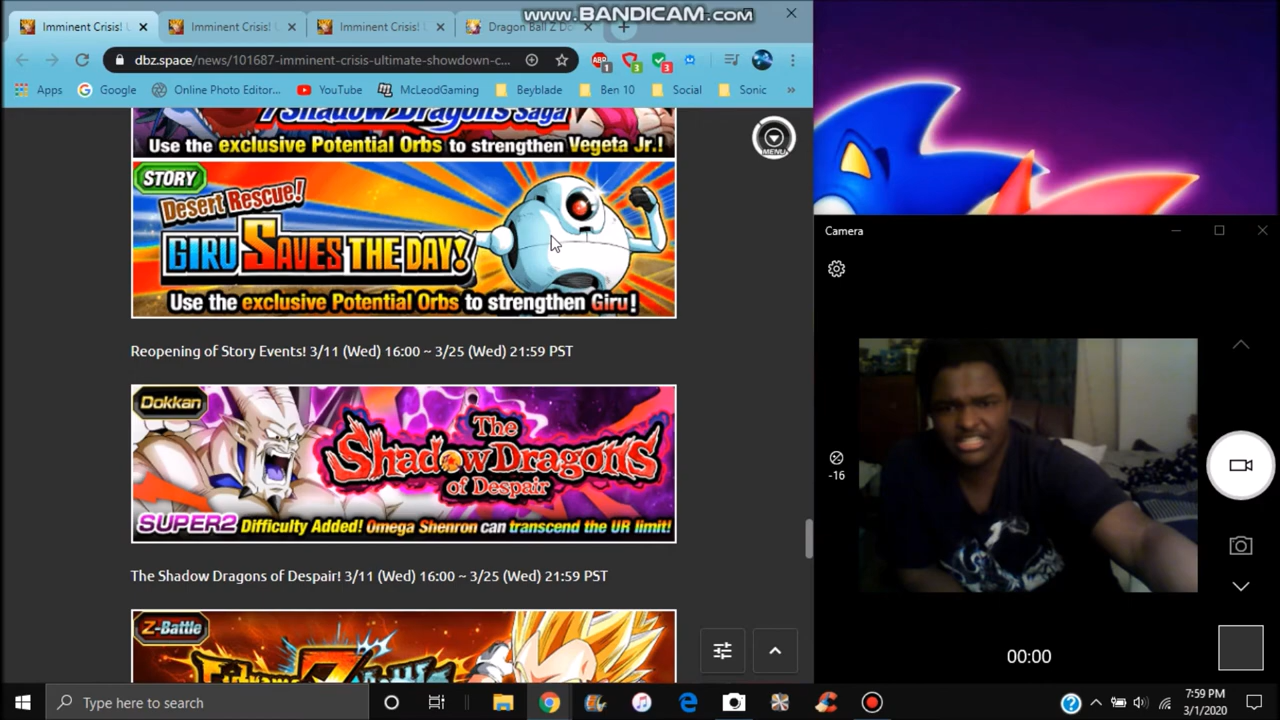 www.BANDICAM.com
Imminent Crisis! U
Imminent Crisis! U
Imminent Crisis!
Dragon Ball Z Do
dbz.space/news/101687-imminent-crisis-ultimate-showdown-c...
Apps
Google
Online Photo Editor...
YouTube
McLeodGaming
Beyblade
Ben 10
Social
Sonic
»
Shadow Dragons Saga
Use the exclusive Potential Orbs to strengthen Vegeta Jr.!
MENU
STORY
Desert Rescue!
GIRU SAVES THE DAY!
Use the exclusive Potential Orbs to strengthen Giru!
Reopening of Story Events! 3/11 (Wed) 16:00 ~ 3/25 (Wed) 21:59 PST
Dokkan
The
Shadow Dragons
of Despair
SUPER2 Difficulty Added! Omega Shenron can transcend the UR limit!
The Shadow Dragons of Despair! 3/11 (Wed) 16:00 ~ 3/25 (Wed) 21:59 PST
Z-Battle
Camera
-16
00:00
Type here to search
7:59 PM
3/1/2020